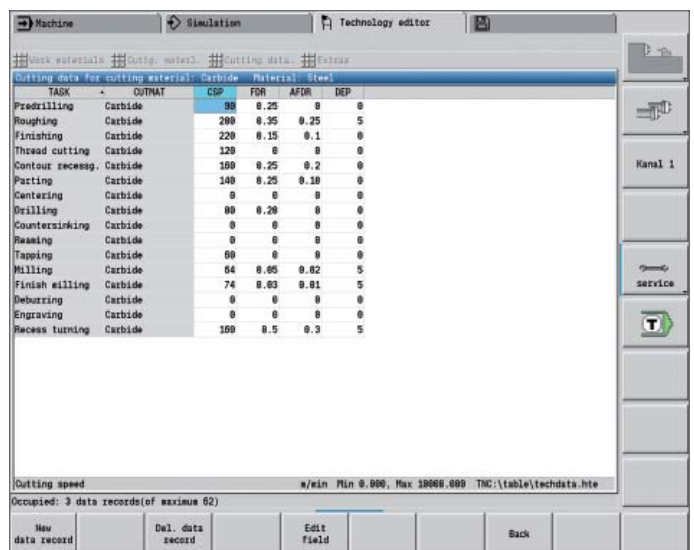 Machine Simulation Technology editor
Work materials Cuttg. materl. Cutting data. Extras
Cutting data for cutting material: Carbide Material: Steel
TASK CUTMAT CSP FDR AFDR DEP
Predrilling Carbide 90 0.25 0 0
Roughing Carbide 200 0.35 0.25 5
Finishing Carbide 220 0.15 0.1 0
Thread cutting Carbide 120 0 0 0
Contour recessg. Carbide 160 0.25 0.2 0
Parting Carbide 140 0.25 0.18 0
Centering Carbide 0 0 0 0
Drilling Carbide 80 0.20 0 0
Countersinking Carbide 0 0 0 0
Reaming Carbide 0 0 0 0
Tapping Carbide 60 0 0 0
Milling Carbide 64 0.05 0.02 5
Finish milling Carbide 74 0.03 0.01 5
Deburring Carbide 0 0 0 0
Engraving Carbide 0 0 0 0
Recess turning Carbide 160 0.5 0.3 5
Kanal 1
service
T
Cutting speed m/min Min 0.000, Max 10000.000 TNC:\table\techdata.hte
Occupied: 3 data records(of maximum 62)
New data record Del. data record Edit field Back